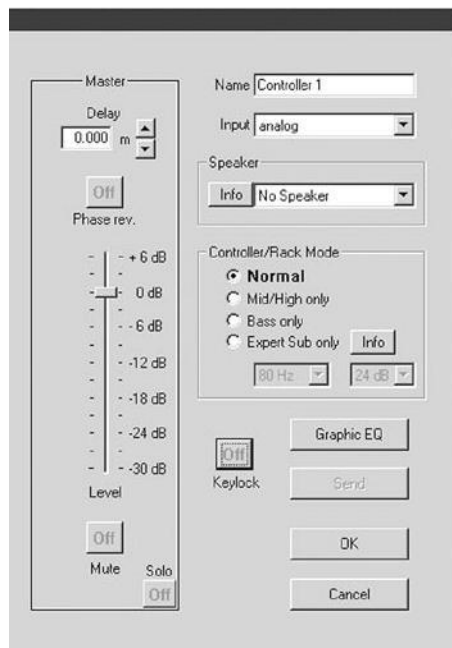 Master
Delay
0.000 m
Off
Phase rev.
+ 6 dB
0 dB
- 6 dB
-12 dB
-18 dB
-24 dB
-30 dB
Level
Off
Mute
Solo
Off
Name Controller 1
Input analog
Speaker
Info No Speaker
Controller/Rack Mode
Normal
Mid/High only
Bass only
Expert Sub only Info
80 Hz 24 dB
Off
Keylock
Graphic EQ
Send
OK
Cancel